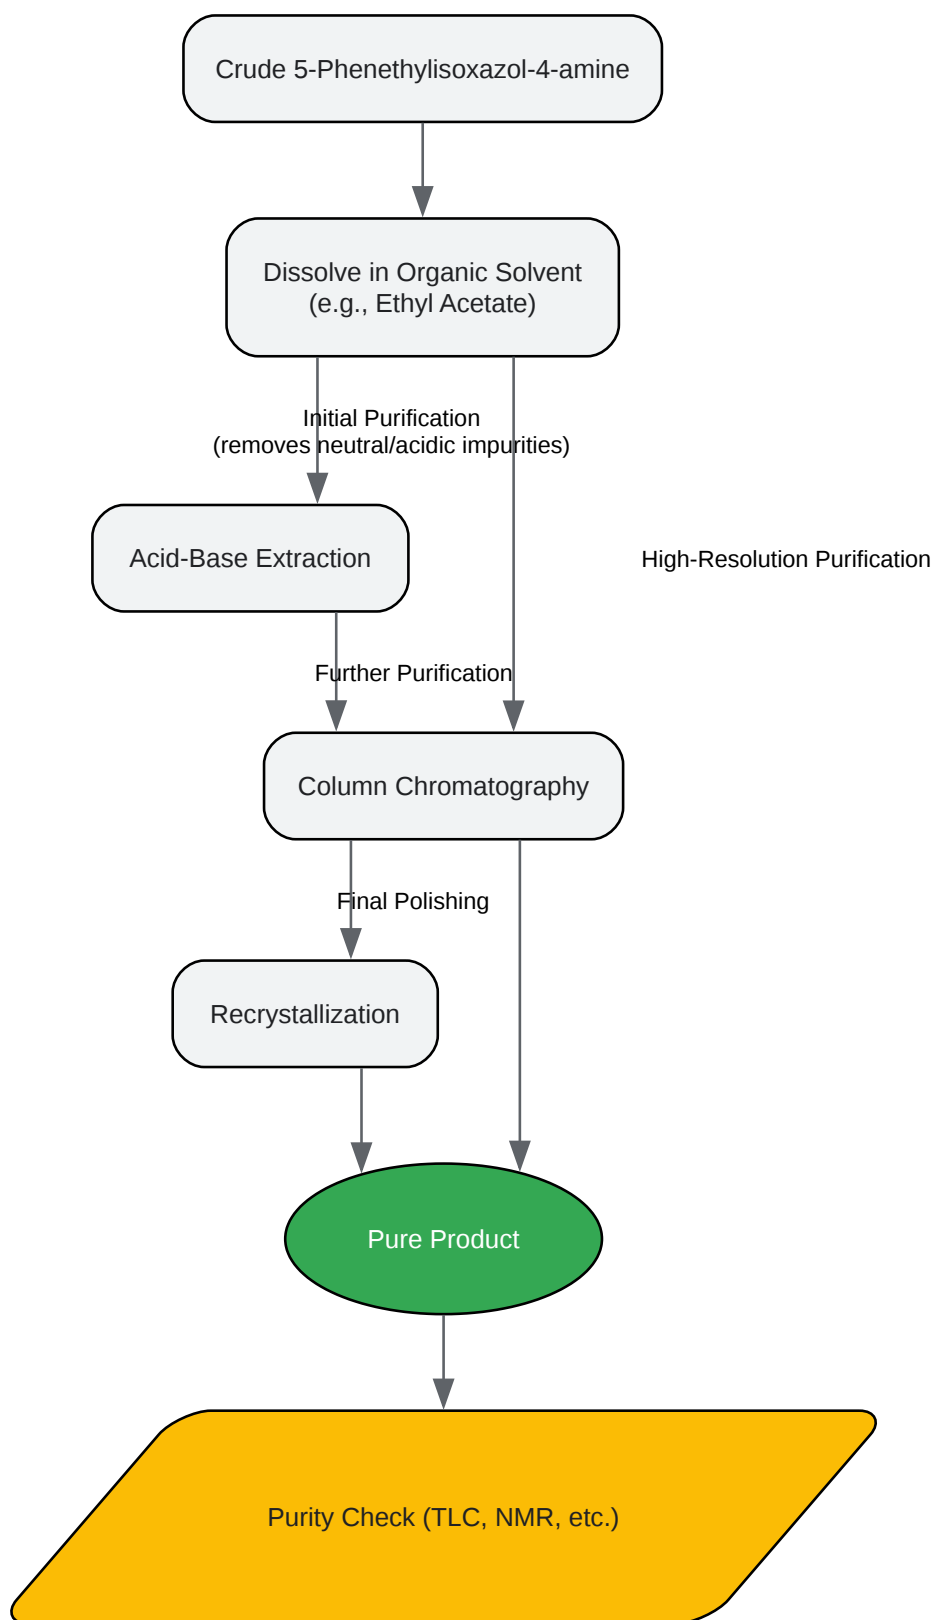 Crude 5-Phenethylisoxazol-4-amine
Dissolve in Organic Solvent
(e.g., Ethyl Acetate)
Initial Purification
(removes neutral/acidic impurities)
Acid-Base Extraction
High-Resolution Purification
Further Purification
Column Chromatography
Final Polishing
Recrystallization
Pure Product
Purity Check (TLC, NMR, etc.)